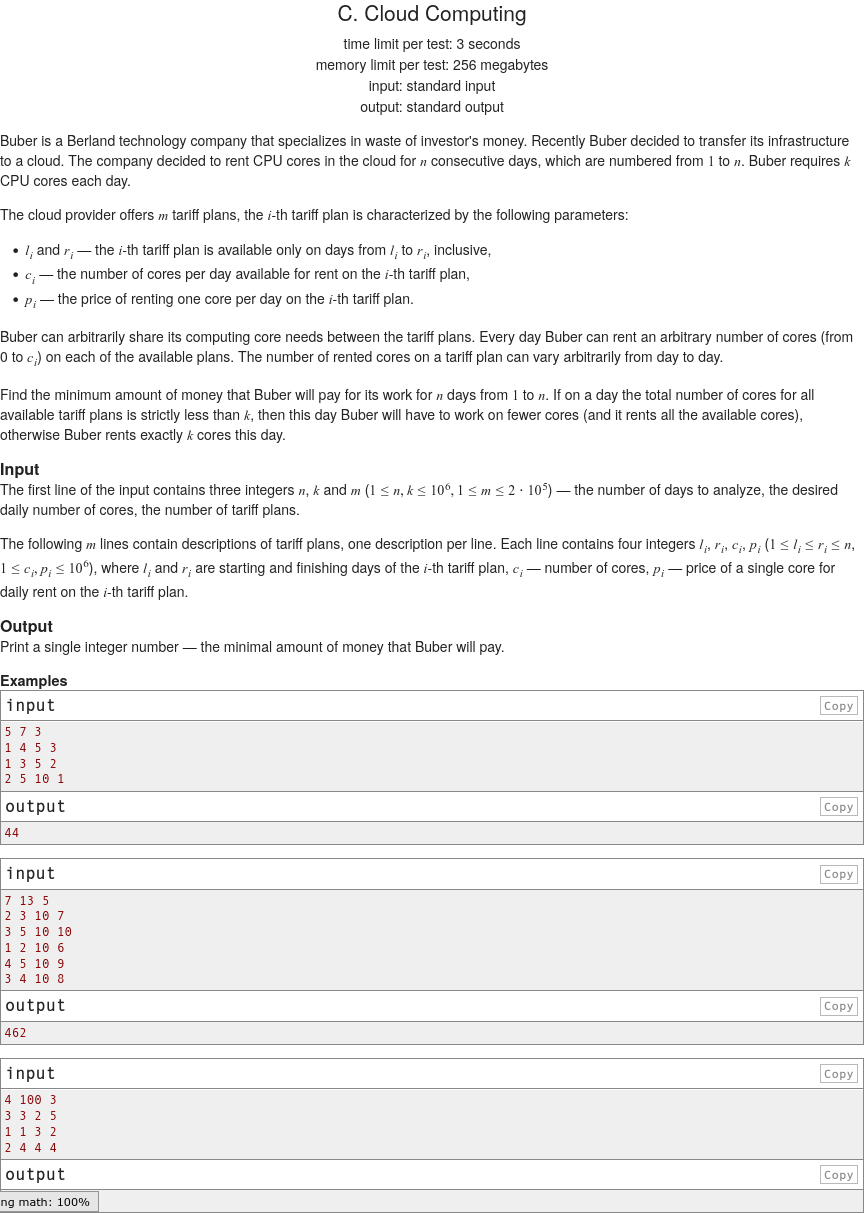 C. Cloud Computing
time limit per test: 3 seconds
memory limit per test: 256 megabytes
input: standard input
output: standard output
Buber is a Berland technology company that specializes in waste of investor's money. Recently Buber decided to transfer its infrastructure
to a cloud. The company decided to rent CPU cores in the cloud for n consecutive days, which are numbered from 1 to n. Buber requires k
CPU cores each day.
The cloud provider offers m tariff plans, the i-th tariff plan is characterized by the following parameters:
• l_i and r_i — the i-th tariff plan is available only on days from l_i to r_i, inclusive,
• c_i — the number of cores per day available for rent on the i-th tariff plan,
• p_i — the price of renting one core per day on the i-th tariff plan.
Buber can arbitrarily share its computing core needs between the tariff plans. Every day Buber can rent an arbitrary number of cores (from
0 to c_i) on each of the available plans. The number of rented cores on a tariff plan can vary arbitrarily from day to day.
Find the minimum amount of money that Buber will pay for its work for n days from 1 to n. If on a day the total number of cores for all
available tariff plans is strictly less than k, then this day Buber will have to work on fewer cores (and it rents all the available cores),
otherwise Buber rents exactly k cores this day.
Input
The first line of the input contains three integers n, k and m (1 ≤ n, k ≤ 10^6, 1 ≤ m ≤ 2 · 10^5) — the number of days to analyze, the desired
daily number of cores, the number of tariff plans.
The following m lines contain descriptions of tariff plans, one description per line. Each line contains four integers l_i, r_i, c_i, p_i (1 ≤ l_i ≤ r_i ≤ n,
1 ≤ c_i, p_i ≤ 10^6), where l_i and r_i are starting and finishing days of the i-th tariff plan, c_i — number of cores, p_i — price of a single core for
daily rent on the i-th tariff plan.
Output
Print a single integer number — the minimal amount of money that Buber will pay.
Examples
input Copy
5 7 3
1 4 5 3
1 3 5 2
2 5 10 1
output Copy
44
input Copy
7 13 5
2 3 10 7
3 5 10 10
1 2 10 6
4 5 10 9
3 4 10 8
output Copy
462
input Copy
4 100 3
3 3 2 5
1 1 3 2
2 4 4 4
output Copy
ng math: 100%